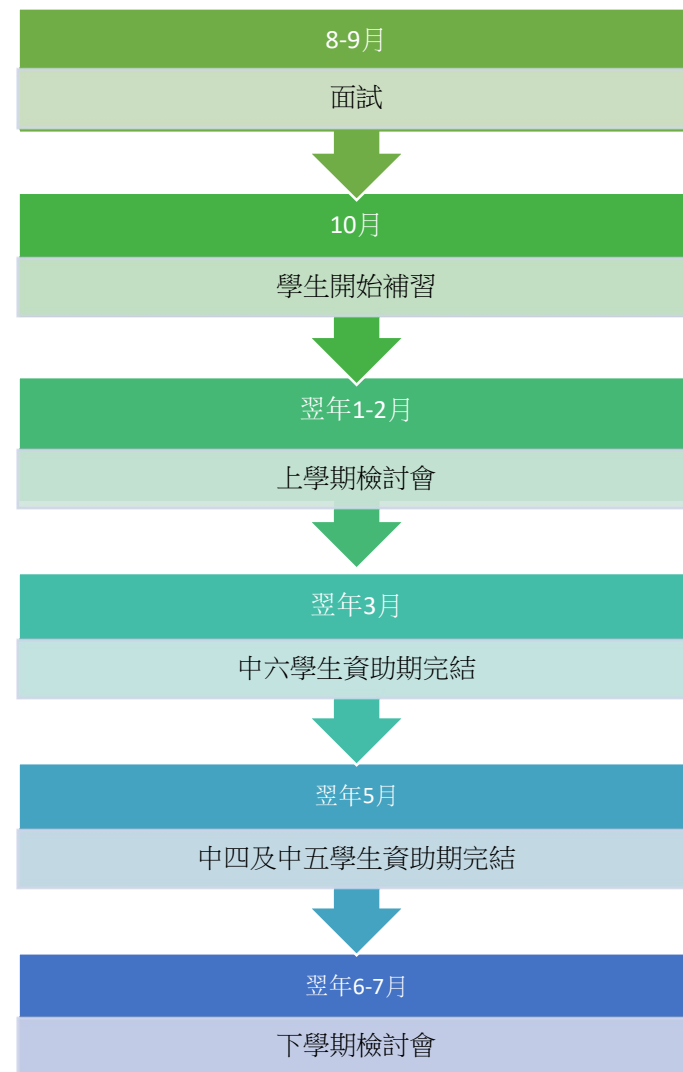 8-9月
面試
10月
學生開始補習
翌年1-2月
上學期檢討會
翌年3月
中六學生資助期完結
翌年5月
中四及中五學生資助期完結
翌年6-7月
下學期檢討會